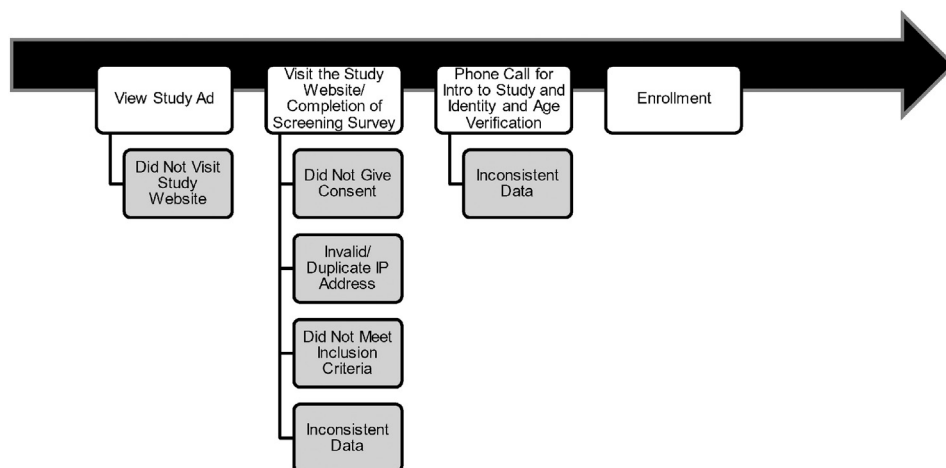 View Study Ad
Did Not Visit
Study
Website
Visit the Study
Website/
Completion of
Screening Survey
Did Not Give
Consent
Invalid/
Duplicate IP
Address
Did Not Meet
Inclusion
Criteria
Inconsistent
Data
Phone Call for
Intro to Study and
Identity and Age
Verification
Inconsistent
Data
Enrollment